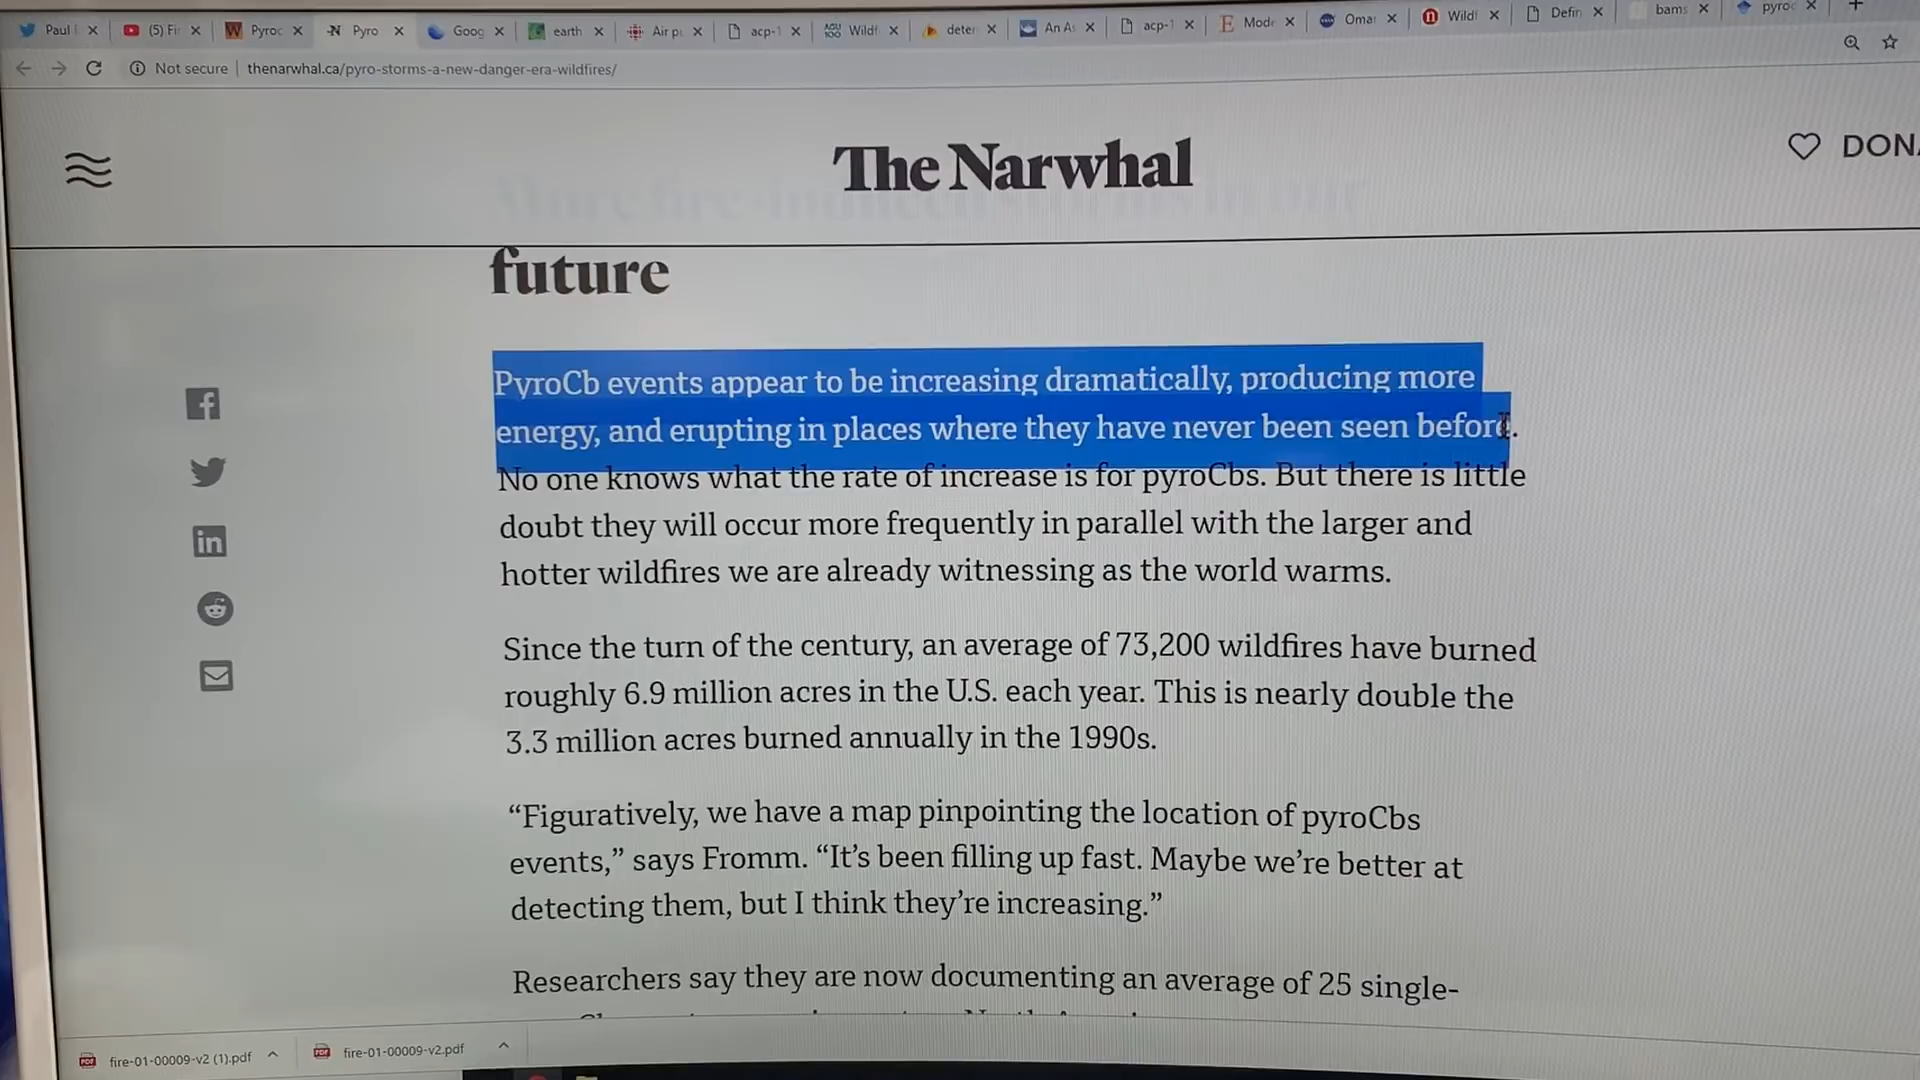 Paul
(5) Fi
Pyroc
Pyro
Goog
earth
Air p
acp-1
Wildf
deter
An A
acp-1
Mode
Omar
Wildl
Defin
bams
pyroc
Not secure
thenarwhal.ca/pyro-storms-a-new-danger-era-wildfires/
The Narwhal
DON
More fire-induced storms in our
future
PyroCb events appear to be increasing dramatically, producing more
energy, and erupting in places where they have never been seen before.
No one knows what the rate of increase is for pyroCbs. But there is little
doubt they will occur more frequently in parallel with the larger and
hotter wildfires we are already witnessing as the world warms.
Since the turn of the century, an average of 73,200 wildfires have burned
roughly 6.9 million acres in the U.S. each year. This is nearly double the
3.3 million acres burned annually in the 1990s.
“Figuratively, we have a map pinpointing the location of pyroCbs
events,” says Fromm. “It’s been filling up fast. Maybe we’re better at
detecting them, but I think they’re increasing.”
Researchers say they are now documenting an average of 25 single-
fire-01-00009-v2 (1).pdf
fire-01-00009-v2.pdf